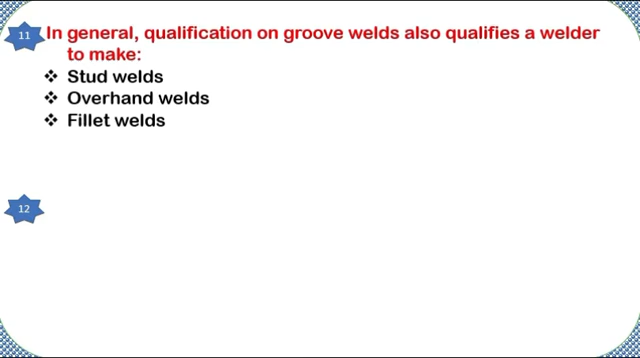 11 In general, qualification on groove welds also qualifies a welder
to make:
❖ Stud welds
❖ Overhand welds
❖ Fillet welds
12